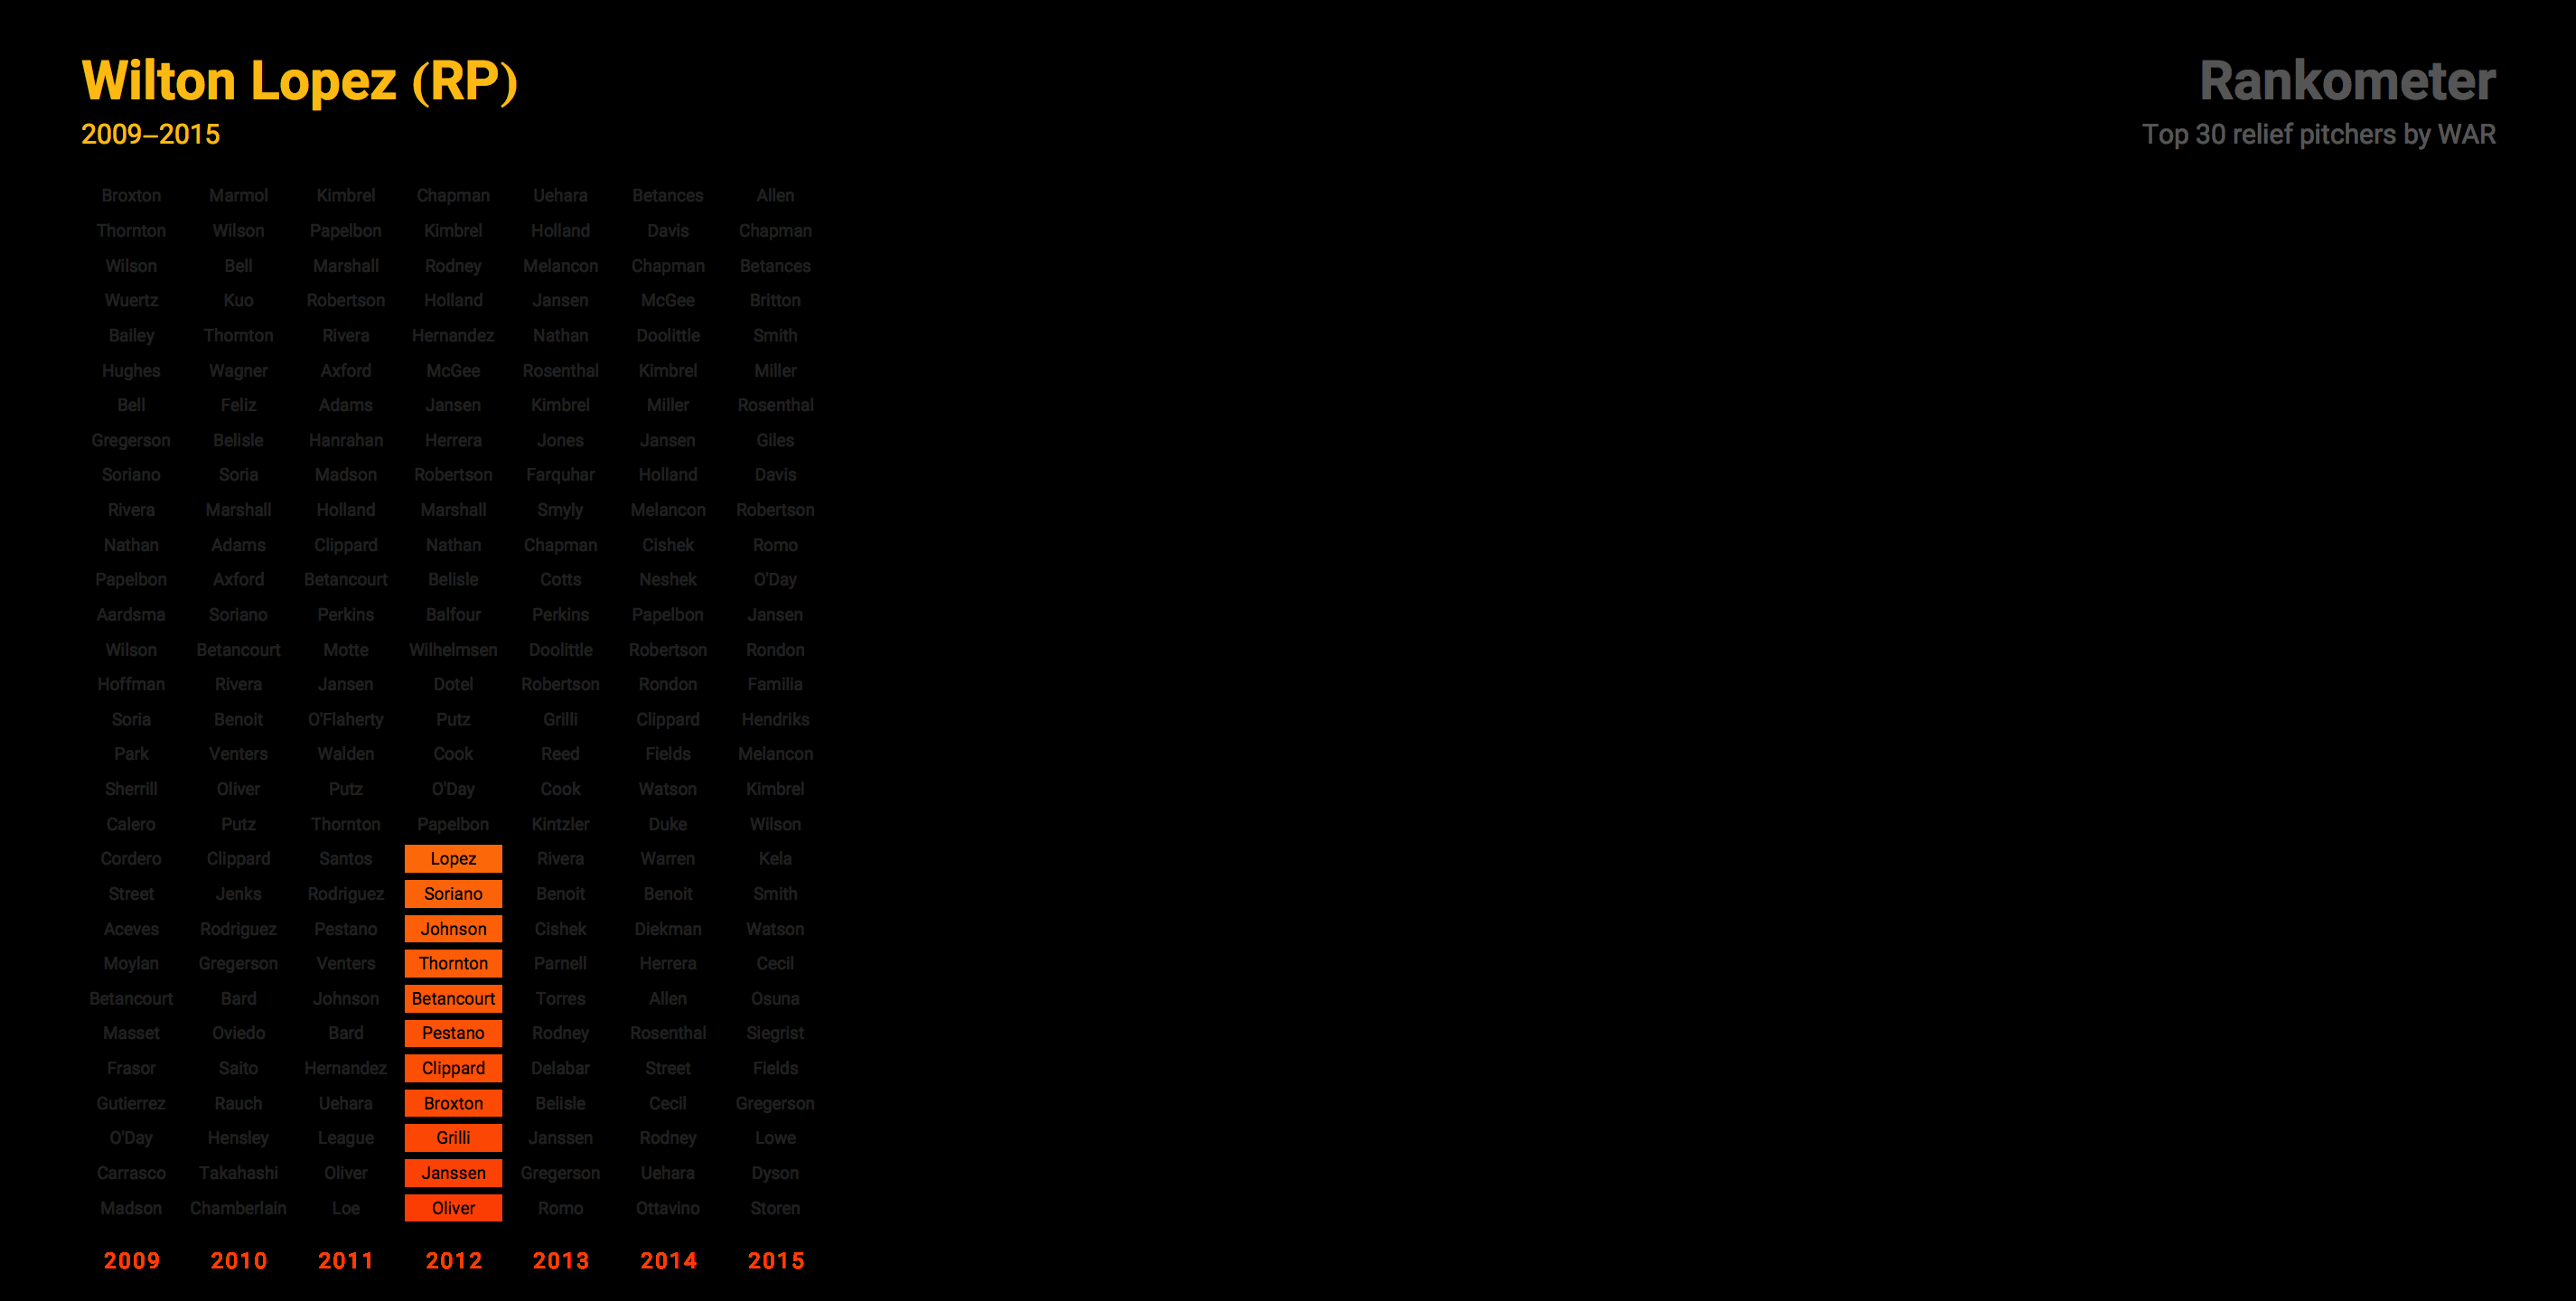 Wilton Lopez (RP)
2009–2015
Rankometer
Top 30 relief pitchers by WAR
Broxton Marmol Kimbrel Chapman Uehara Betances Allen
Thornton Wilson Papelbon Kimbrel Holland Davis Chapman
Wilson Bell Marshall Rodney Melancon Chapman Betances
Wuertz Kuo Robertson Holland Jansen McGee Britton
Bailey Thornton Rivera Hernandez Nathan Doolittle Smith
Hughes Wagner Axford McGee Rosenthal Kimbrel Miller
Bell Feliz Adams Jansen Kimbrel Miller Rosenthal
Gregerson Belisle Hanrahan Herrera Jones Jansen Giles
Soriano Soria Madson Robertson Farquhar Holland Davis
Rivera Marshall Holland Marshall Smyly Melancon Robertson
Nathan Adams Clippard Nathan Chapman Cishek Romo
Papelbon Axford Betancourt Belisle Cotts Neshek O'Day
Aardsma Soriano Perkins Balfour Perkins Papelbon Jansen
Wilson Betancourt Motte Wilhelmsen Doolittle Robertson Rondon
Hoffman Rivera Jansen Dotel Robertson Rondon Familia
Soria Benoit O'Flaherty Putz Grilli Clippard Hendriks
Park Venters Walden Cook Reed Fields Melancon
Sherrill Oliver Putz O'Day Cook Watson Kimbrel
Calero Putz Thornton Papelbon Kintzler Duke Wilson
Cordero Clippard Santos Lopez Rivera Warren Kela
Street Jenks Rodriguez Soriano Benoit Benoit Smith
Aceves Rodriguez Pestano Johnson Cishek Diekman Watson
Moylan Gregerson Venters Thornton Parnell Herrera Cecil
Betancourt Bard Johnson Betancourt Torres Allen Osuna
Masset Oviedo Bard Pestano Rodney Rosenthal Siegrist
Frasor Saito Hernandez Clippard Delabar Street Fields
Gutierrez Rauch Uehara Broxton Belisle Cecil Gregerson
O'Day Hensley League Grilli Janssen Rodney Lowe
Carrasco Takahashi Oliver Janssen Gregerson Uehara Dyson
Madson Chamberlain Loe Oliver Romo Ottavino Storen
2009 2010 2011 2012 2013 2014 2015